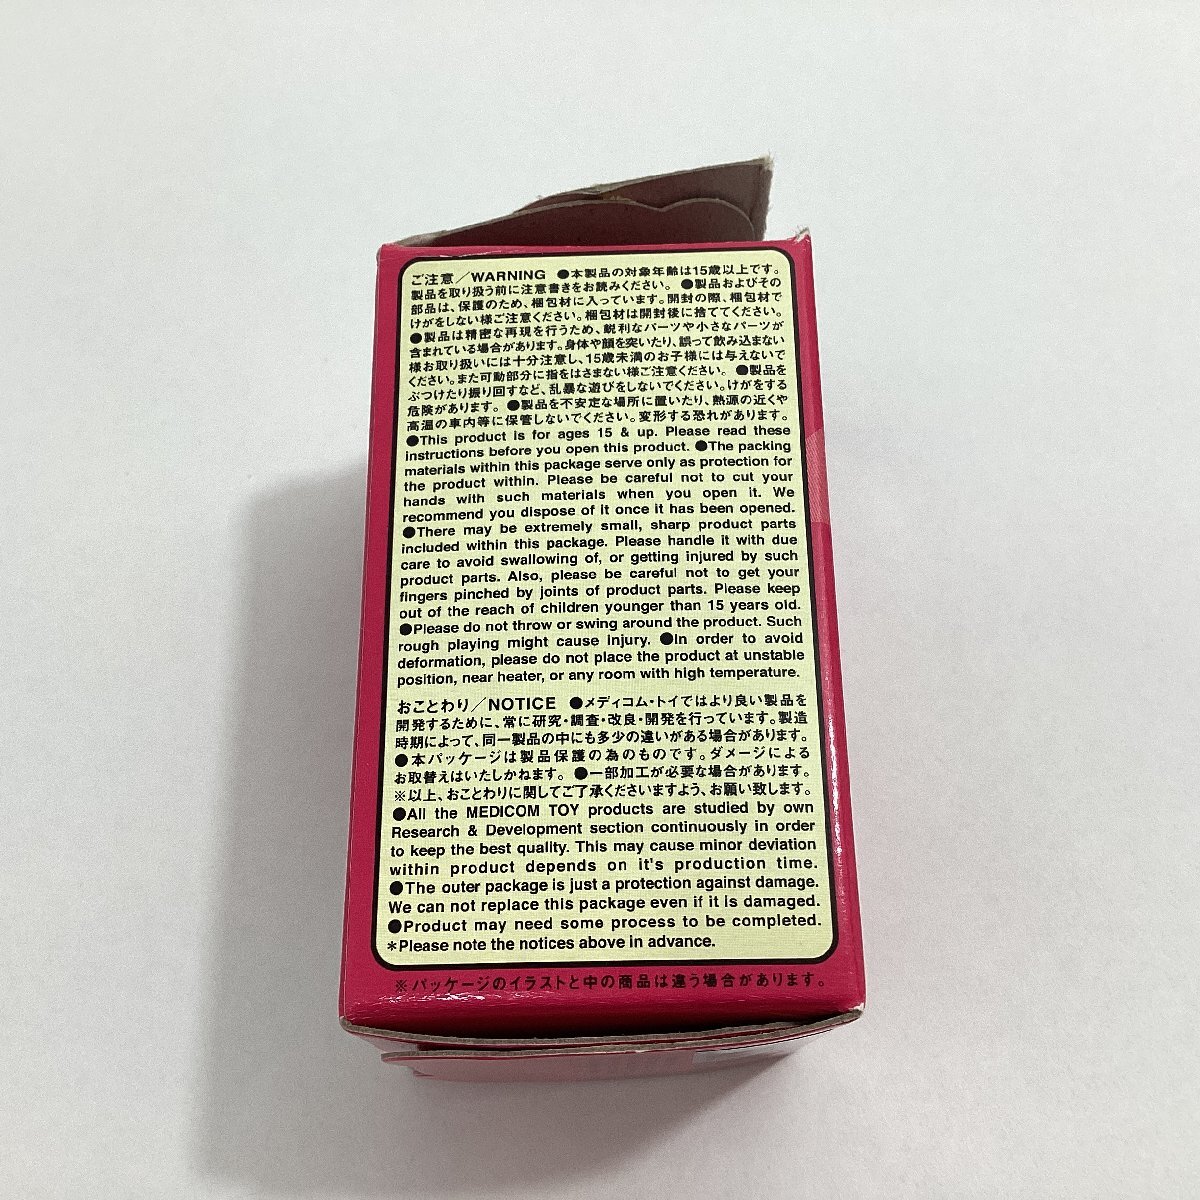 ご注意／WARNING ●本製品の対象年齢は15歳以上です。
製品を取り扱う前に注意書きをお読みください。 ●製品およびその
部品は、保護のため、梱包材に入っています。開封の際、梱包材で
けがをしない様ご注意ください。梱包材は開封後に捨ててください。
●製品は精密な再現を行うため、鋭利なパーツや小さなパーツが
含まれている場合があります。身体や顔を突いたり、誤って飲み込まない
様お取り扱いには十分注意し、15歳未満のお子様には与えないで
ください。また可動部分に指をはさまない様ご注意ください。 ●製品を
ぶつけたり振り回すなど、乱暴な遊びをしないでください。けがをする
危険があります。 ●製品を不安定な場所に置いたり、熱源の近くや
高温の車内等に保管しないでください。変形する恐れがあります。
●This product is for ages 15 & up. Please read these
instructions before you open this product. ●The packing
materials within this package serve only as protection for
the product within. Please be careful not to cut your
hands with such materials when you open it. We
recommend you dispose of it once it has been opened.
●There may be extremely small, sharp product parts
included within this package. Please handle it with due
care to avoid swallowing of, or getting injured by such
product parts. Also, please be careful not to get your
fingers pinched by joints of product parts. Please keep
out of the reach of children younger than 15 years old.
●Please do not throw or swing around the product. Such
rough playing might cause injury. ●In order to avoid
deformation, please do not place the product at unstable
position, near heater, or any room with high temperature.
おことわり／NOTICE ●メディコム・トイではより良い製品を
開発するために、常に研究・調査・改良・開発を行っています。製造
時期によって、同一製品の中にも多少の違いがある場合があります。
●本パッケージは製品保護の為のものです。ダメージによる
お取替えはいたしかねます。 ●一部加工が必要な場合があります。
※以上、おことわりに関してご了承くださいますよう、お願い致します。
●All the MEDICOM TOY products are studied by own
Research & Development section continuously in order
to keep the best quality. This may cause minor deviation
within product depends on it's production time.
●The outer package is just a protection against damage.
We can not replace this package even if it is damaged.
●Product may need some process to be completed.
*Please note the notices above in advance.
※パッケージのイラストと中の商品は違う場合があります。